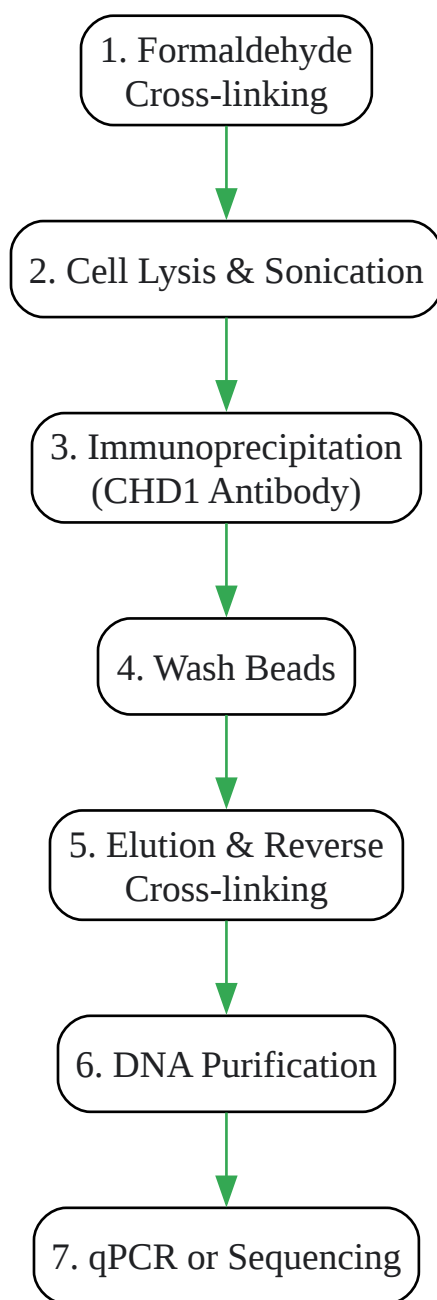 1. Formaldehyde
Cross-linking
2. Cell Lysis & Sonication
3. Immunoprecipitation
(CHD1 Antibody)
4. Wash Beads
5. Elution & Reverse
Cross-linking
6. DNA Purification
7. qPCR or Sequencing